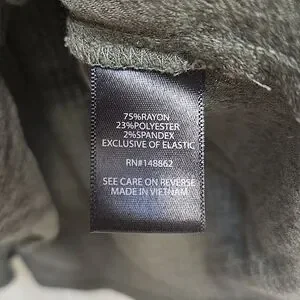 75%RAYON
23%POLYESTER
2%SPANDEX
EXCLUSIVE OF ELASTIC
RN#148862
SEE CARE ON REVERSE
MADE IN VIETNAM